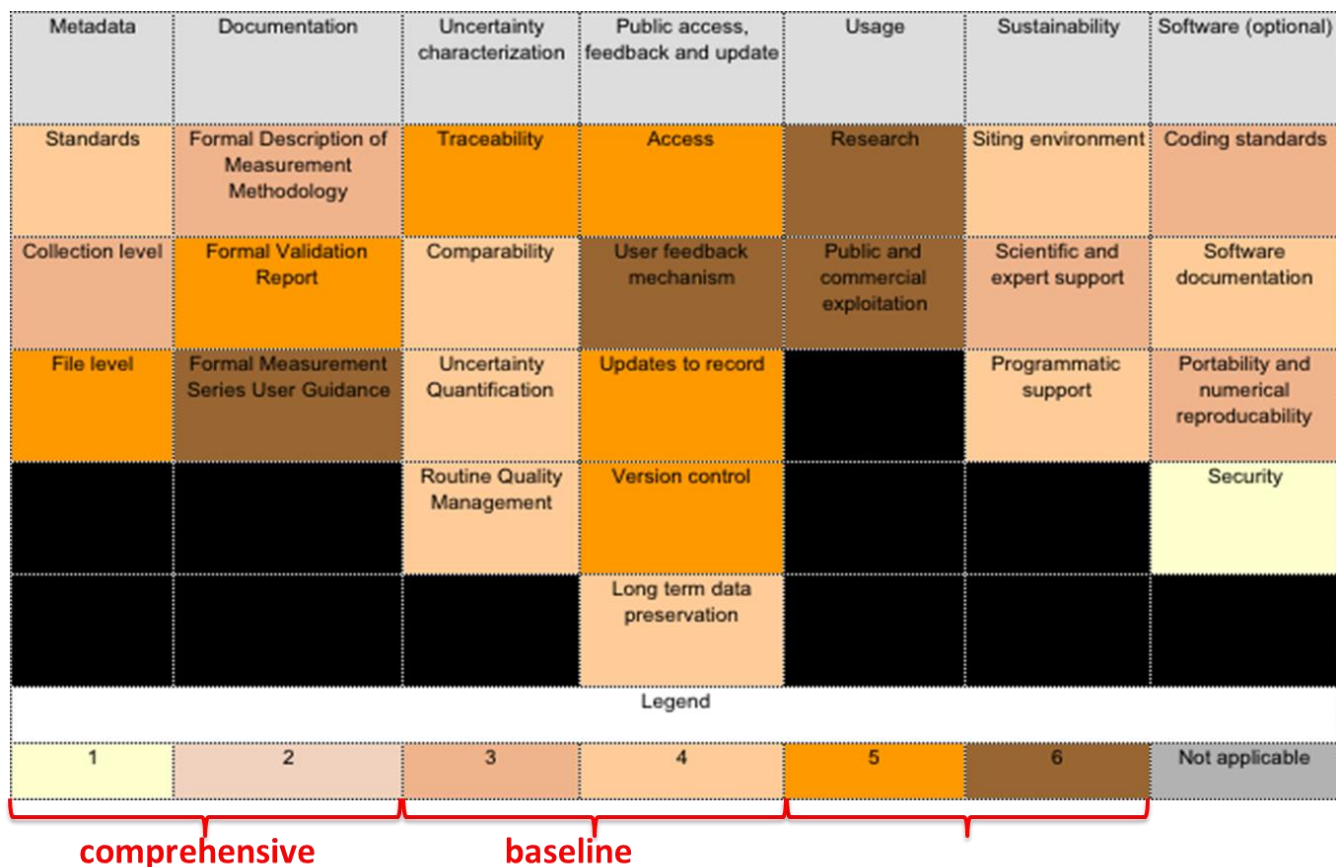 Metadata
Documentation
Uncertainty
characterization
Public access,
feedback and update
Usage
Sustainability
Software (optional)
Standards
Formal Description of
Measurement
Methodology
Traceability
Access
Research
Siting environment
Coding standards
Collection level
Formal Validation
Report
Comparability
User feedback
mechanism
Public and
commercial
exploitation
Scientific and
expert support
Software
documentation
File level
Formal Measurement
Series User Guidance
Uncertainty
Quantification
Updates to record
Programmatic
support
Portability and
numerical
reproducability
Routine Quality
Management
Version control
Security
Long term data
preservation
Legend
1
2
3
4
5
6
Not applicable
comprehensive
baseline